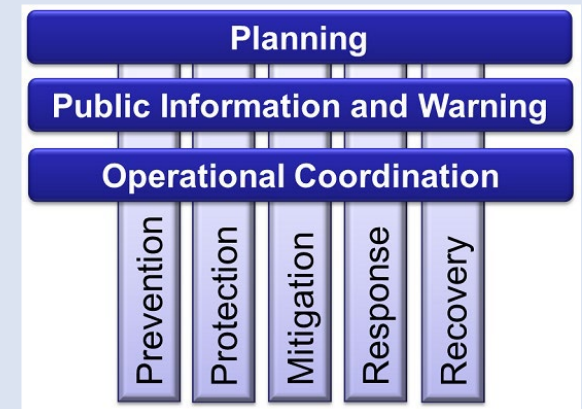 Planning
Public Information and Warning
Operational Coordination
Prevention
Protection
Mitigation
Response
Recovery